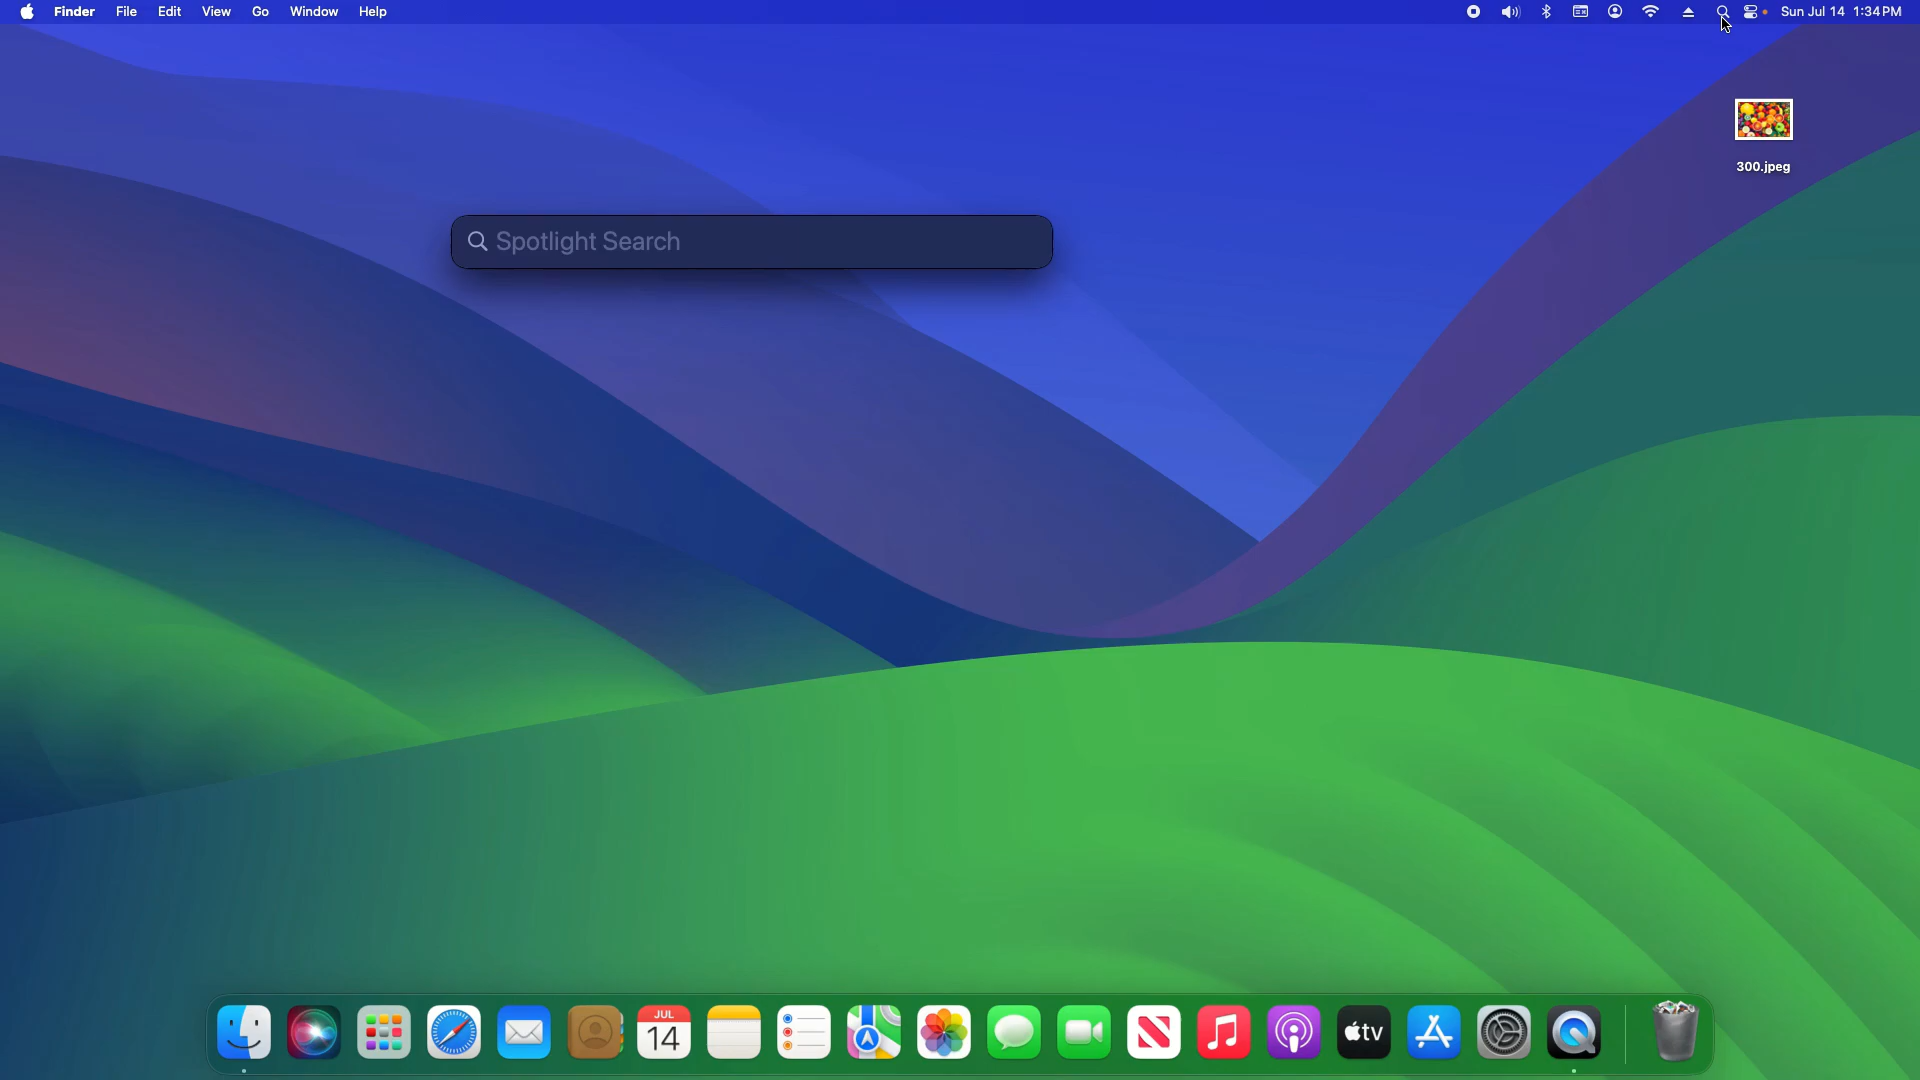 Finder File Edit View Go Window Help
Sun Jul 14 1:34 PM
300.jpeg
Spotlight Search
JUL
14
tv